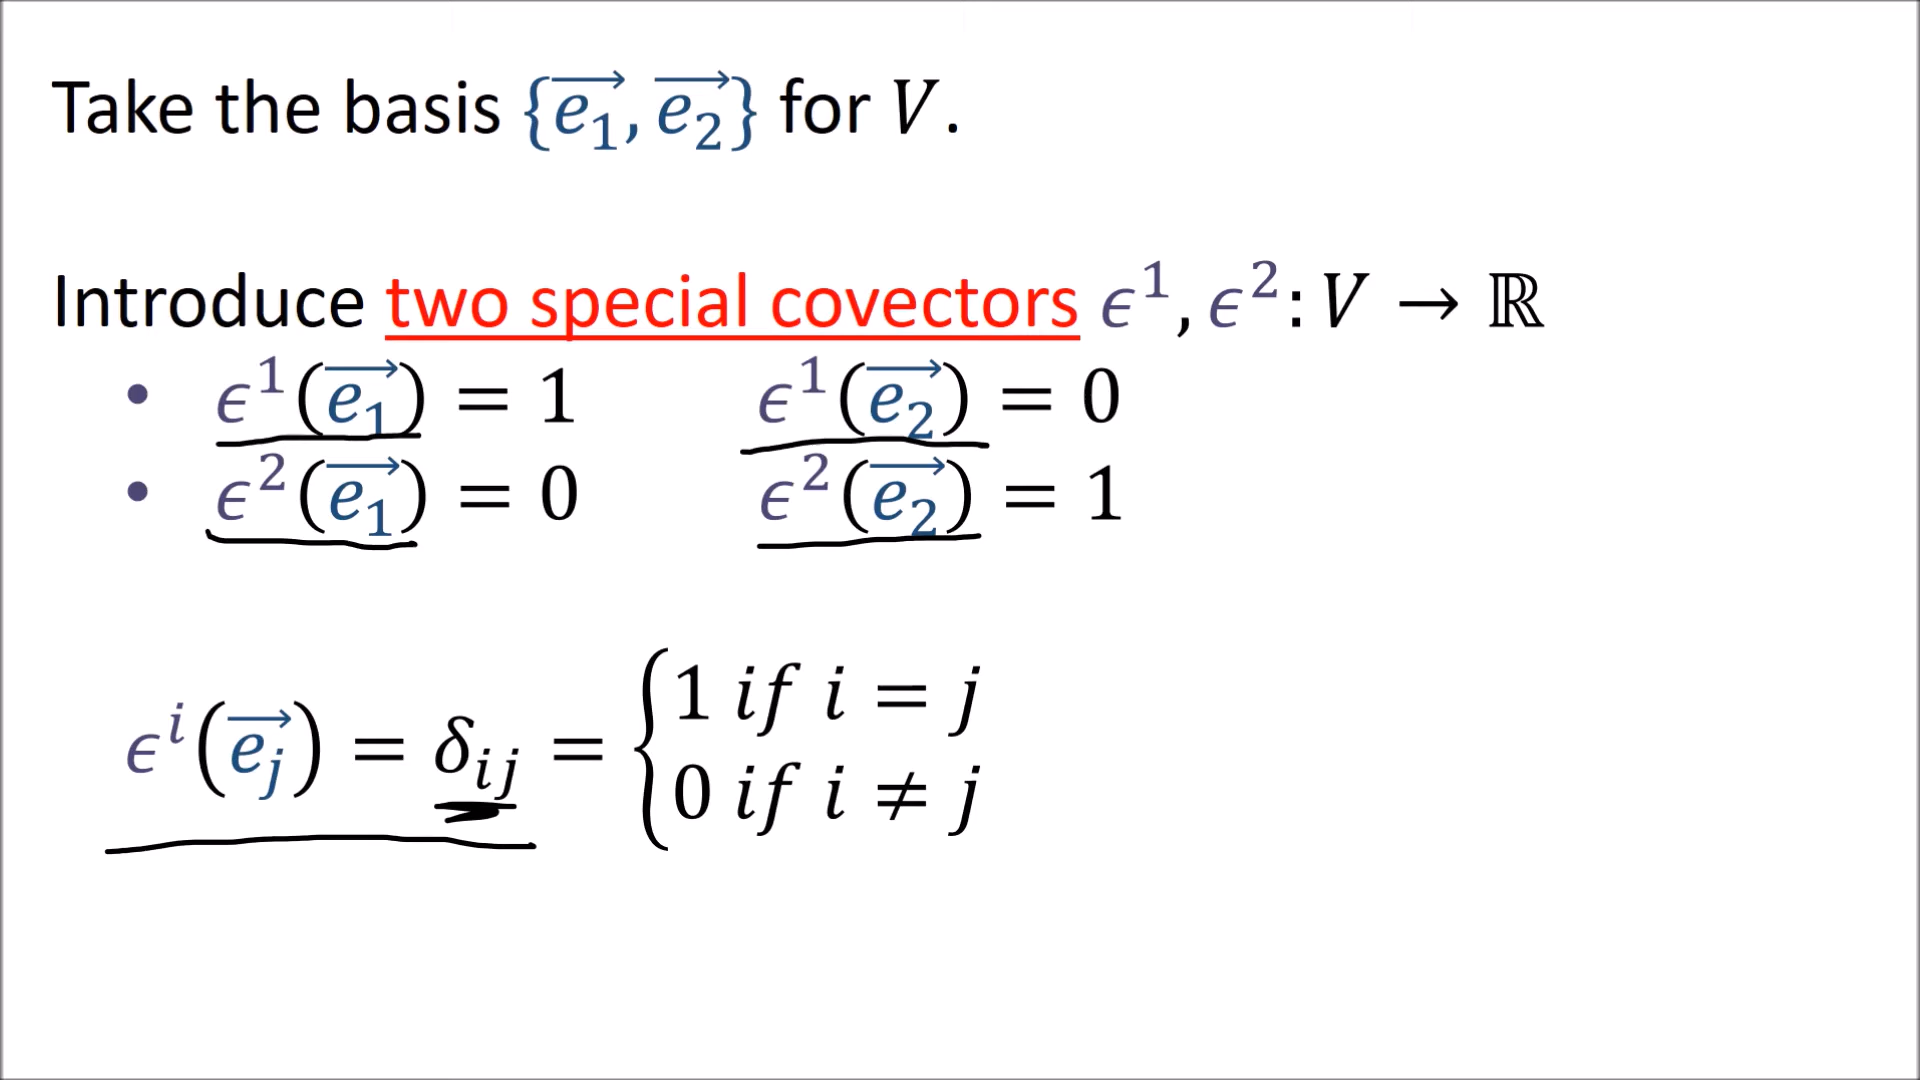 Take the basis {e₁⃗, e₂⃗} for V.
Introduce two special covectors ϵ¹, ϵ²: V → ℝ
• ϵ¹(e₁⃗) = 1 ϵ¹(e₂⃗) = 0
• ϵ²(e₁⃗) = 0 ϵ²(e₂⃗) = 1
ϵⁱ(eⱼ⃗) = δᵢⱼ = {1 if i = j
0 if i ≠ j